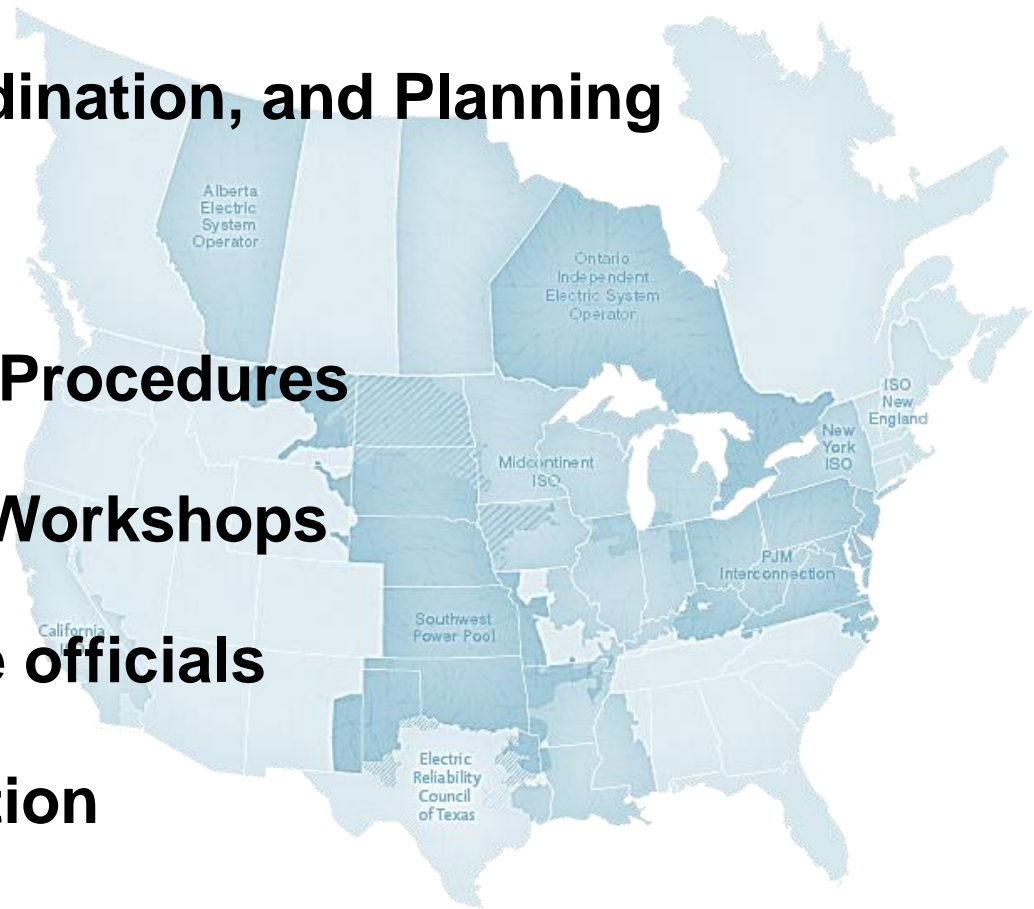 dination, and Planning
Alberta
Electric
System
Operator
Ontario
Independent
Electric System
Operator
Procedures
ISO
New
England
New
York
ISO
Midcontinent
ISO
Workshops
PJM
Interconnection
Southwest
Power Pool
California
e officials
Electric
Reliability
Council
of Texas
tion